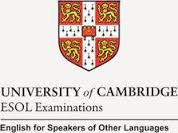 UNIVERSITY of CAMBRIDGE
ESOL Examinations
English for Speakers of Other Languages